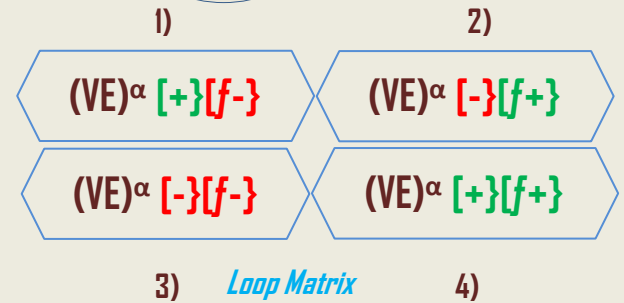 1) 2)
(VE)ᵅ [+}[ƒ-} (VE)ᵅ [-}[ƒ+}
(VE)ᵅ [-}[ƒ-} (VE)ᵅ [+}[ƒ+}
3) Loop Matrix 4)